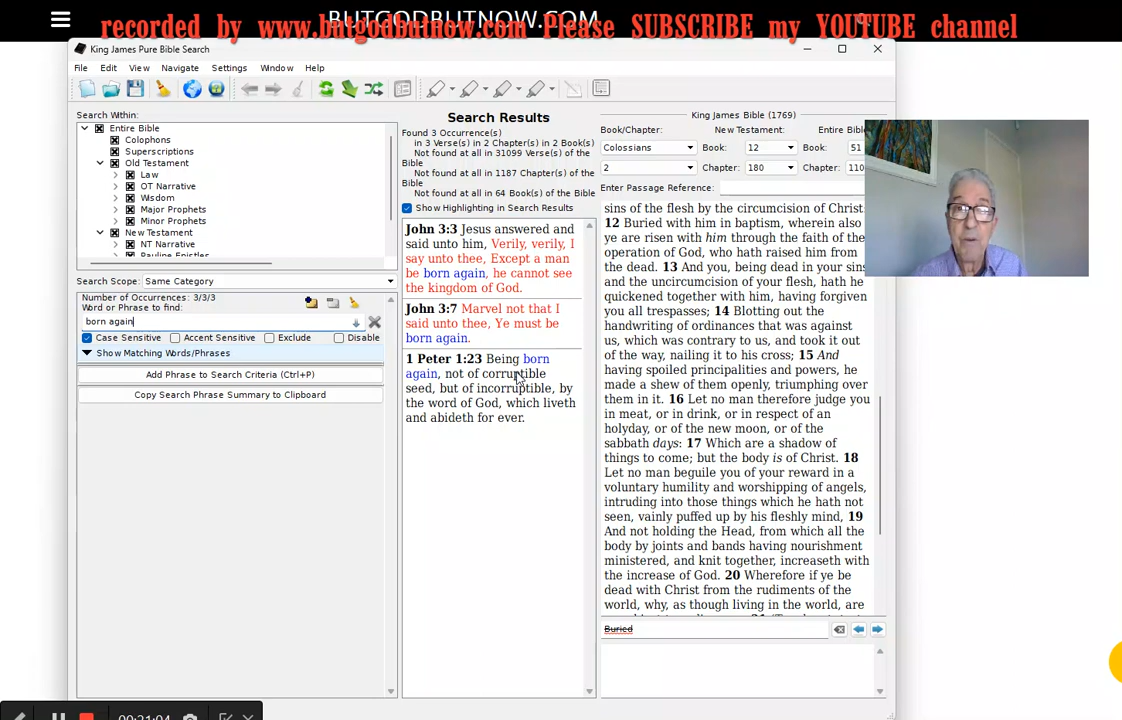 BUTGODBUTNOW.COM
recorded by www.butgodbutnow.com Please SUBSCRIBE my YOUTUBE channel
King James Pure Bible Search
File Edit View Navigate Settings Window Help
Search Within:
Entire Bible
Colophons
Superscriptions
Old Testament
Law
OT Narrative
Wisdom
Major Prophets
Minor Prophets
New Testament
NT Narrative
Pauline Epistles
Search Scope: Same Category
Number of Occurrences: 3/3/3
Word or Phrase to find:
born again
Case Sensitive Accent Sensitive Exclude Disable
Show Matching Words/Phrases
Add Phrase to Search Criteria (Ctrl+P)
Copy Search Phrase Summary to Clipboard
Search Results
Found 3 Occurrence(s)
in 3 Verse(s) in 2 Chapter(s) in 2 Book(s)
Not found at all in 31099 Verse(s) of the
Bible
Not found at all in 1187 Chapter(s) of the
Bible
Not found at all in 64 Book(s) of the Bible
Show Highlighting in Search Results
John 3:3 Jesus answered and
said unto him, Verily, verily, I
say unto thee, Except a man
be born again, he cannot see
the kingdom of God.
John 3:7 Marvel not that I
said unto thee, Ye must be
born again.
1 Peter 1:23 Being born
again, not of corruptible
seed, but of incorruptible, by
the word of God, which liveth
and abideth for ever.
King James Bible (1769)
Book/Chapter: New Testament: Entire Bibl
Colossians Book: 12 Book: 51
2 Chapter: 180 Chapter: 110
Enter Passage Reference:
sins of the flesh by the circumcision of Christ:
12 Buried with him in baptism, wherein also
ye are risen with him through the faith of the
operation of God, who hath raised him from
the dead. 13 And you, being dead in your sins
and the uncircumcision of your flesh, hath he
quickened together with him, having forgiven
you all trespasses; 14 Blotting out the
handwriting of ordinances that was against
us, which was contrary to us, and took it out
of the way, nailing it to his cross; 15 And
having spoiled principalities and powers, he
made a shew of them openly, triumphing over
them in it. 16 Let no man therefore judge you
in meat, or in drink, or in respect of an
holyday, or of the new moon, or of the
sabbath days: 17 Which are a shadow of
things to come; but the body is of Christ. 18
Let no man beguile you of your reward in a
voluntary humility and worshipping of angels,
intruding into those things which he hath not
seen, vainly puffed up by his fleshly mind, 19
And not holding the Head, from which all the
body by joints and bands having nourishment
ministered, and knit together, increaseth with
the increase of God. 20 Wherefore if ye be
dead with Christ from the rudiments of the
world, why, as though living in the world, are
Buried
00:21:04